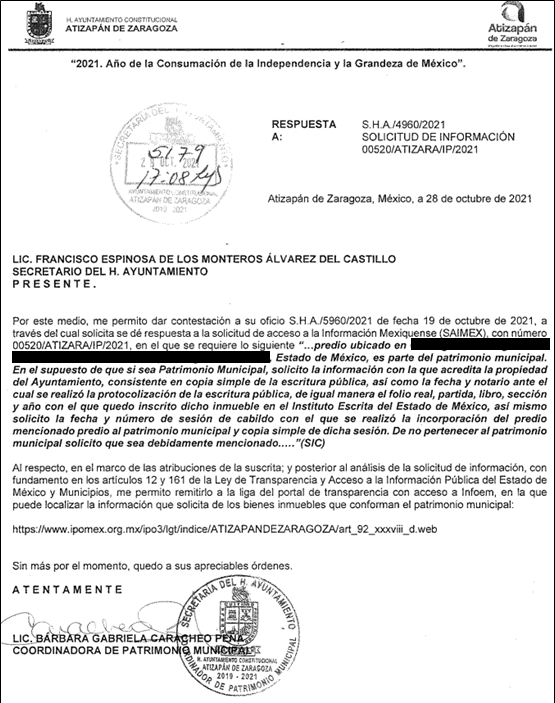 H. AYUNTAMIENTO CONSTITUCIONAL
ATIZAPÁN DE ZARAGOZA
Atizapán
de Zaragoza
“2021. Año de la Consumación de la Independencia y la Grandeza de México”.
SECRETARIA DEL H. AYUNTAMIENTO
5179
2 OCT. 2021
17:08
AYUNTAMIENTO CONSTITUCIONAL
ATIZAPÁN DE ZARAGOZA
2019 - 2021
RESPUESTA S.H.A./4960/2021
A: SOLICITUD DE INFORMACIÓN
00520/ATIZARA/IP/2021
Atizapán de Zaragoza, México, a 28 de octubre de 2021
LIC. FRANCISCO ESPINOSA DE LOS MONTEROS ÁLVAREZ DEL CASTILLO
SECRETARIO DEL H. AYUNTAMIENTO
P R E S E N T E.
Por este medio, me permito dar contestación a su oficio S.H.A./5960/2021 de fecha 19 de octubre de 2021, a
través del cual solicita se dé respuesta a la solicitud de acceso a la Información Mexiquense (SAIMEX), con número
00520/ATIZARA/IP/2021, en el que se requiere lo siguiente “…predio ubicado en
, Estado de México, es parte del patrimonio municipal.
En el supuesto de que si sea Patrimonio Municipal, solicito la información con la que acredita la propiedad
del Ayuntamiento, consistente en copia simple de la escritura pública, así como la fecha y notario ante el
cual se realizó la protocolización de la escritura pública, de igual manera el folio real, partida, libro, sección
y año con el que quedo inscrito dicho inmueble en el Instituto Escrita del Estado de México, así mismo
solicito la fecha y número de sesión de cabildo con el que se realizó la incorporación del predio
mencionado predio al patrimonio municipal y copia simple de dicha sesión. De no pertenecer al patrimonio
municipal solicito que sea debidamente mencionado…..”(SIC)
Al respecto, en el marco de las atribuciones de la suscrita; y posterior al análisis de la solicitud de información, con
fundamento en los artículos 12 y 161 de la Ley de Transparencia y Acceso a la Información Pública del Estado de
México y Municipios, me permito remitirlo a la liga del portal de transparencia con acceso a Infoem, en la que
puede localizar la información que solicita de los bienes inmuebles que conforman el patrimonio municipal:
https://www.ipomex.org.mx/ipo3/lgt/indice/ATIZAPANDEZARAGOZA/art_92_xxxviii_d.web
Sin más por el momento, quedo a sus apreciables órdenes.
A T E N T A M E N T E
LIC. BÁRBARA GABRIELA CARACHEO PEÑA
COORDINADORA DE PATRIMONIO MUNICIPAL
SECRETARIA DEL H. AYUNTAMIENTO
H. AYUNTAMIENTO CONSTITUCIONAL
ATIZAPÁN DE ZARAGOZA
2019 - 2021
COORDINADOR DE PATRIMONIO MUNICIPAL